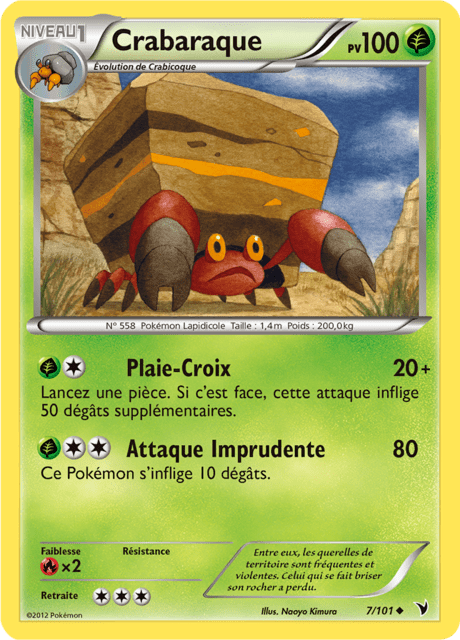 NIVEAU 1
Crabaraque
PV100
Évolution de Crabicoque
N° 558 Pokémon Lapidicole Taille : 1,4m Poids : 200,0kg
Plaie-Croix 20+
Lancez une pièce. Si c'est face, cette attaque inflige
50 dégâts supplémentaires.
Attaque Imprudente 80
Ce Pokémon s'inflige 10 dégâts.
Faiblesse Résistance
×2
Retraite
Entre eux, les querelles de
territoire sont fréquentes et
violentes. Celui qui se fait briser
son rocher a perdu.
©2012 Pokémon
Illus. Naoyo Kimura
7/101